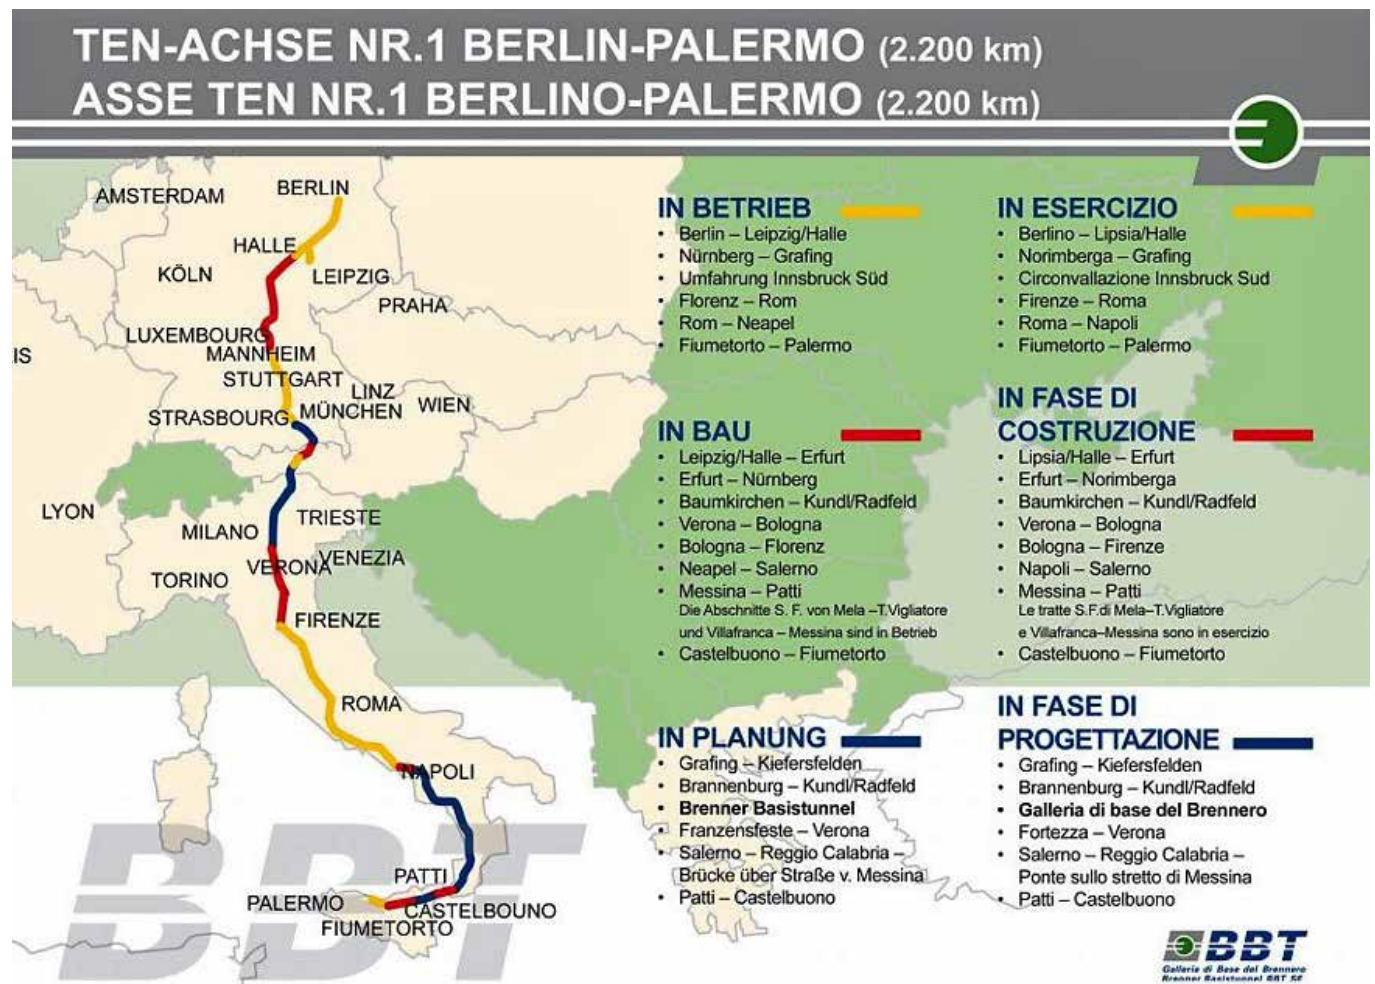 TEN-ACHSE NR.1 BERLIN-PALERMO (2.200 km)
ASSE TEN NR.1 BERLINO-PALERMO (2.200 km)
AMSTERDAM
BERLIN
HALLE
KÖLN
LEIPZIG
PRAHA
LUXEMBOURG
IS
MANNHEIM
STUTTGART
LINZ
STRASBOURG
MÜNCHEN
WIEN
LYON
MILANO
TRIESTE
VERONA
VENEZIA
TORINO
FIRENZE
ROMA
NAPOLI
PATTI
PALERMO
CASTELBOUNO
FIUMETORTO
BBT
IN BETRIEB
• Berlin – Leipzig/Halle
• Nürnberg – Grafing
• Umfahrung Innsbruck Süd
• Florenz – Rom
• Rom – Neapel
• Fiumetorto – Palermo
IN BAU
• Leipzig/Halle – Erfurt
• Erfurt – Nürnberg
• Baumkirchen – Kundl/Radfeld
• Verona – Bologna
• Bologna – Florenz
• Neapel – Salerno
• Messina – Patti
Die Abschnitte S. F. von Mela –T.Vigliatore
und Villafranca – Messina sind in Betrieb
• Castelbuono – Fiumetorto
IN PLANUNG
• Grafing – Kiefersfelden
• Brannenburg – Kundl/Radfeld
• Brenner Basistunnel
• Franzensfeste – Verona
• Salerno – Reggio Calabria –
Brücke über Straße v. Messina
• Patti – Castelbuono
IN ESERCIZIO
• Berlino – Lipsia/Halle
• Norimberga – Grafing
• Circonvallazione Innsbruck Sud
• Firenze – Roma
• Roma – Napoli
• Fiumetorto – Palermo
IN FASE DI
COSTRUZIONE
• Lipsia/Halle – Erfurt
• Erfurt – Norimberga
• Baumkirchen – Kundl/Radfeld
• Verona – Bologna
• Bologna – Firenze
• Napoli – Salerno
• Messina – Patti
Le tratte S.F.di Mela–T.Vigliatore
e Villafranca–Messina sono in esercizio
• Castelbuono – Fiumetorto
IN FASE DI
PROGETTAZIONE
• Grafing – Kiefersfelden
• Brannenburg – Kundl/Radfeld
• Galleria di base del Brennero
• Fortezza – Verona
• Salerno – Reggio Calabria –
Ponte sullo stretto di Messina
• Patti – Castelbuono
BBT
Galleria di Base del Brennero
Brenner Basistunnel BBT SE